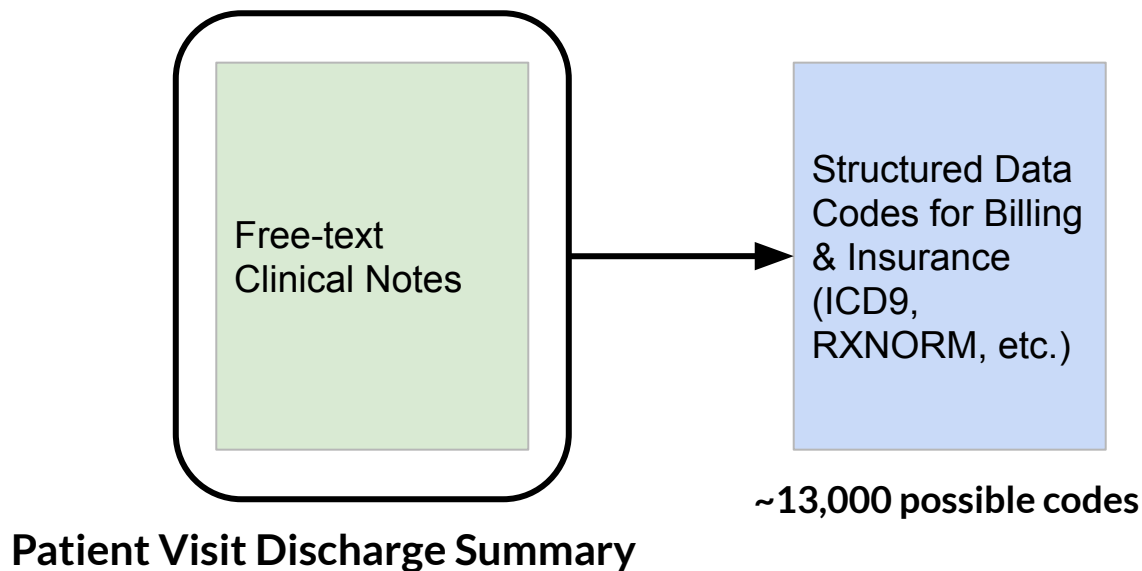 Free-text
Clinical Notes
Structured Data
Codes for Billing
& Insurance
(ICD9,
RXNORM, etc.)
~13,000 possible codes
Patient Visit Discharge Summary